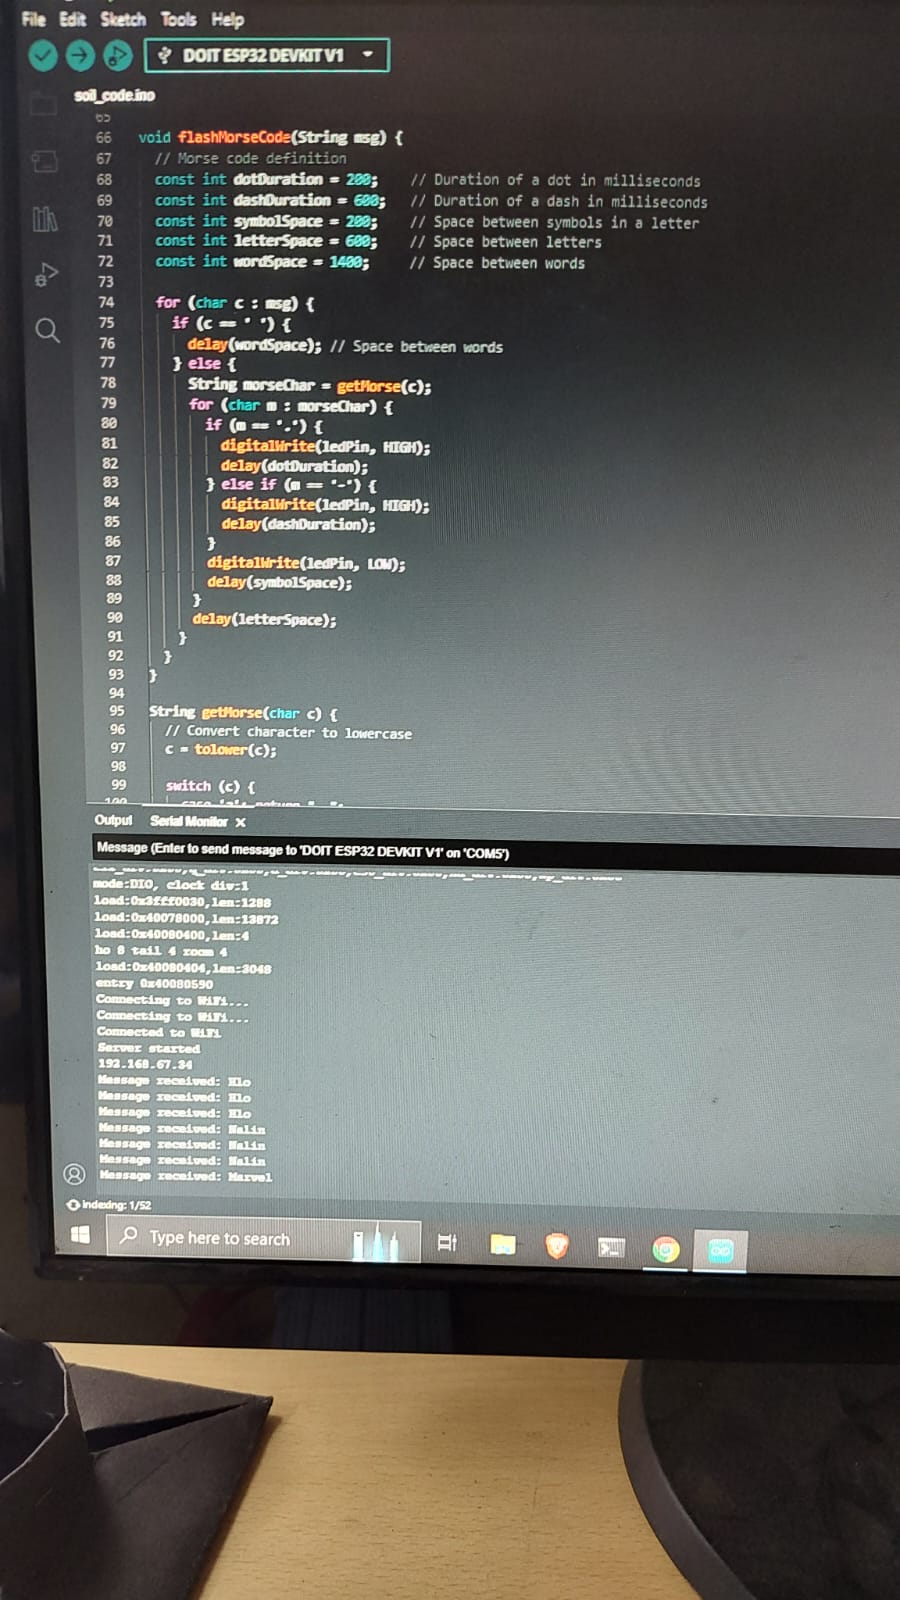 File Edit Sketch Tools Help
DOIT ESP32 DEVKIT V1
soil_code.ino
65
66 void flashMorseCode(String msg) {
67 // Morse code definition
68 const int dotDuration = 200; // Duration of a dot in milliseconds
69 const int dashDuration = 600; // Duration of a dash in milliseconds
70 const int symbolSpace = 200; // Space between symbols in a letter
71 const int letterSpace = 600; // Space between letters
72 const int wordSpace = 1400; // Space between words
73
74 for (char c : msg) {
75 if (c == ' ') {
76 delay(wordSpace); // Space between words
77 } else {
78 String morseChar = getMorse(c);
79 for (char m : morseChar) {
80 if (m == '.') {
81 digitalWrite(ledPin, HIGH);
82 delay(dotDuration);
83 } else if (m == '-') {
84 digitalWrite(ledPin, HIGH);
85 delay(dashDuration);
86 }
87 digitalWrite(ledPin, LOW);
88 delay(symbolSpace);
89 }
90 delay(letterSpace);
91 }
92 }
93 }
94
95 String getMorse(char c) {
96 // Convert character to lowercase
97 c = tolower(c);
98
99 switch (c) {
100
Output Serial Monitor ×
Message (Enter to send message to 'DOIT ESP32 DEVKIT V1' on 'COM5')
mode:DIO, clock div:1
load:0x3fff0030,len:1288
load:0x40078000,len:13872
load:0x40080400,len:4
ho 8 tail 4 room 4
load:0x40080404,len:3048
entry 0x40080590
Connecting to WiFi...
Connecting to WiFi...
Connected to WiFi
Server started
192.168.67.34
Message received: Hlo
Message received: Hlo
Message received: Hlo
Message received: Nalin
Message received: Nalin
Message received: Nalin
Message received: Marvel
indexing: 1/52
Type here to search